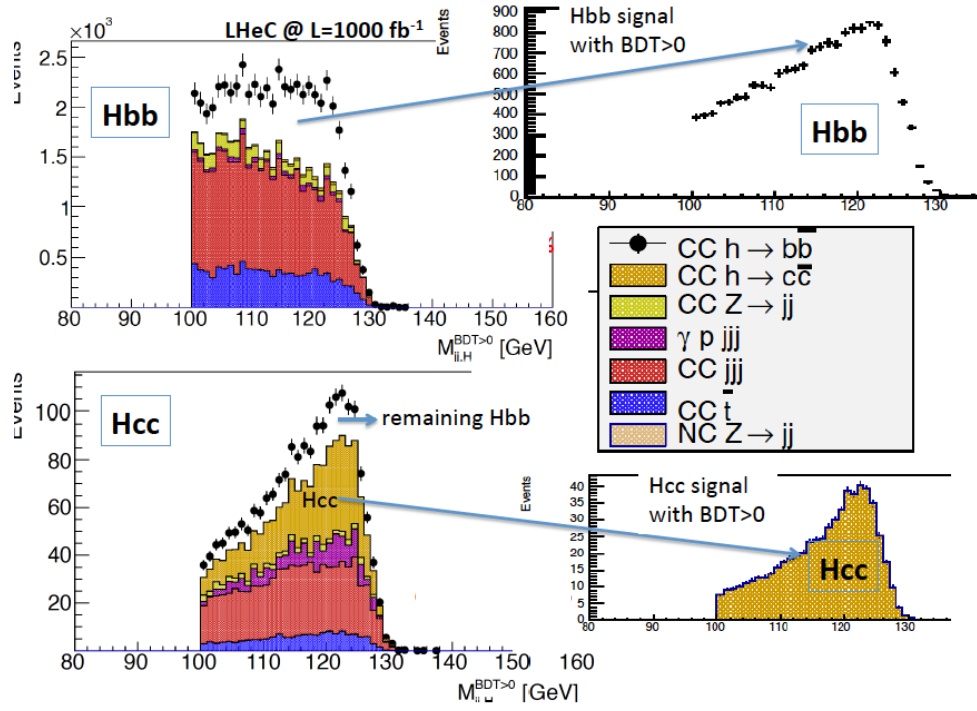 ×10³
LHeC @ L=1000 fb⁻¹
Events
2.5
2
1.5
1
0.5
0
Hbb
80 90 100 110 120 130 140 150 160
M_{jj,H}^{BDT>0} [GeV]
Events
900
800
700
600
500
400
300
200
100
0
Hbb signal
with BDT>0
Hbb
80 90 100 110 120 130
CC h → bb̅
CC h → cc̅
CC Z → jj
γ p jjj
CC jjj
CC t̅
NC Z → jj
Events
100
80
60
40
20
0
Hcc
remaining Hbb
Hcc
80 90 100 110 120 130 140 150 160
[GeV]
Events
40
35
30
25
20
15
10
5
0
Hcc signal
with BDT>0
Hcc
80 90 100 110 120 130